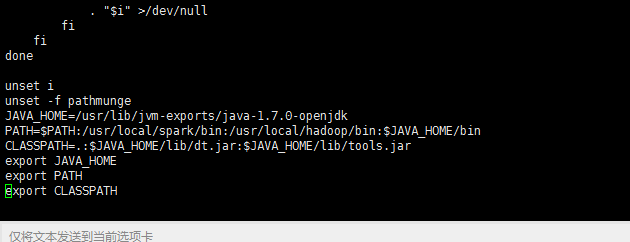 . "$i" >/dev/null
fi
fi
done
unset i
unset -f pathmunge
JAVA_HOME=/usr/lib/jvm-exports/java-1.7.0-openjdk
PATH=$PATH:/usr/local/spark/bin:/usr/local/hadoop/bin:$JAVA_HOME/bin
CLASSPATH=.:$JAVA_HOME/lib/dt.jar:$JAVA_HOME/lib/tools.jar
export JAVA_HOME
export PATH
export CLASSPATH
仅将文本发送到当前选项卡